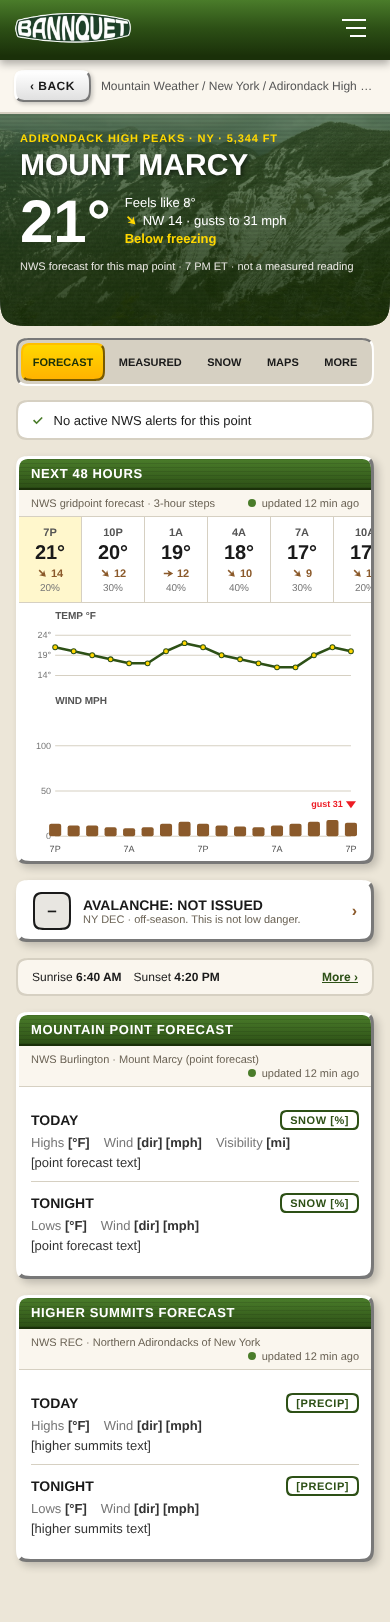 BANNQUET
‹ BACK Mountain Weather / New York / Adirondack High ...
ADIRONDACK HIGH PEAKS · NY · 5,344 FT
MOUNT MARCY
21°
Feels like 8°
NW 14 · gusts to 31 mph
Below freezing
NWS forecast for this map point · 7 PM ET · not a measured reading
FORECAST MEASURED SNOW MAPS MORE
No active NWS alerts for this point
NEXT 48 HOURS
NWS gridpoint forecast · 3-hour steps updated 12 min ago
7P 10P 1A 4A 7A 10A
21° 20° 19° 18° 17° 17
14 12 12 10 9 1
20% 30% 40% 40% 30% 20%
TEMP °F
24°
19°
14°
WIND MPH
100
50
gust 31
0
7P 7A 7P 7A 7P
–
AVALANCHE: NOT ISSUED
NY DEC · off-season. This is not low danger.
›
Sunrise 6:40 AM Sunset 4:20 PM More ›
MOUNTAIN POINT FORECAST
NWS Burlington · Mount Marcy (point forecast)
updated 12 min ago
TODAY SNOW [%]
Highs [°F] Wind [dir] [mph] Visibility [mi]
[point forecast text]
TONIGHT SNOW [%]
Lows [°F] Wind [dir] [mph]
[point forecast text]
HIGHER SUMMITS FORECAST
NWS REC · Northern Adirondacks of New York
updated 12 min ago
TODAY [PRECIP]
Highs [°F] Wind [dir] [mph]
[higher summits text]
TONIGHT [PRECIP]
Lows [°F] Wind [dir] [mph]
[higher summits text]